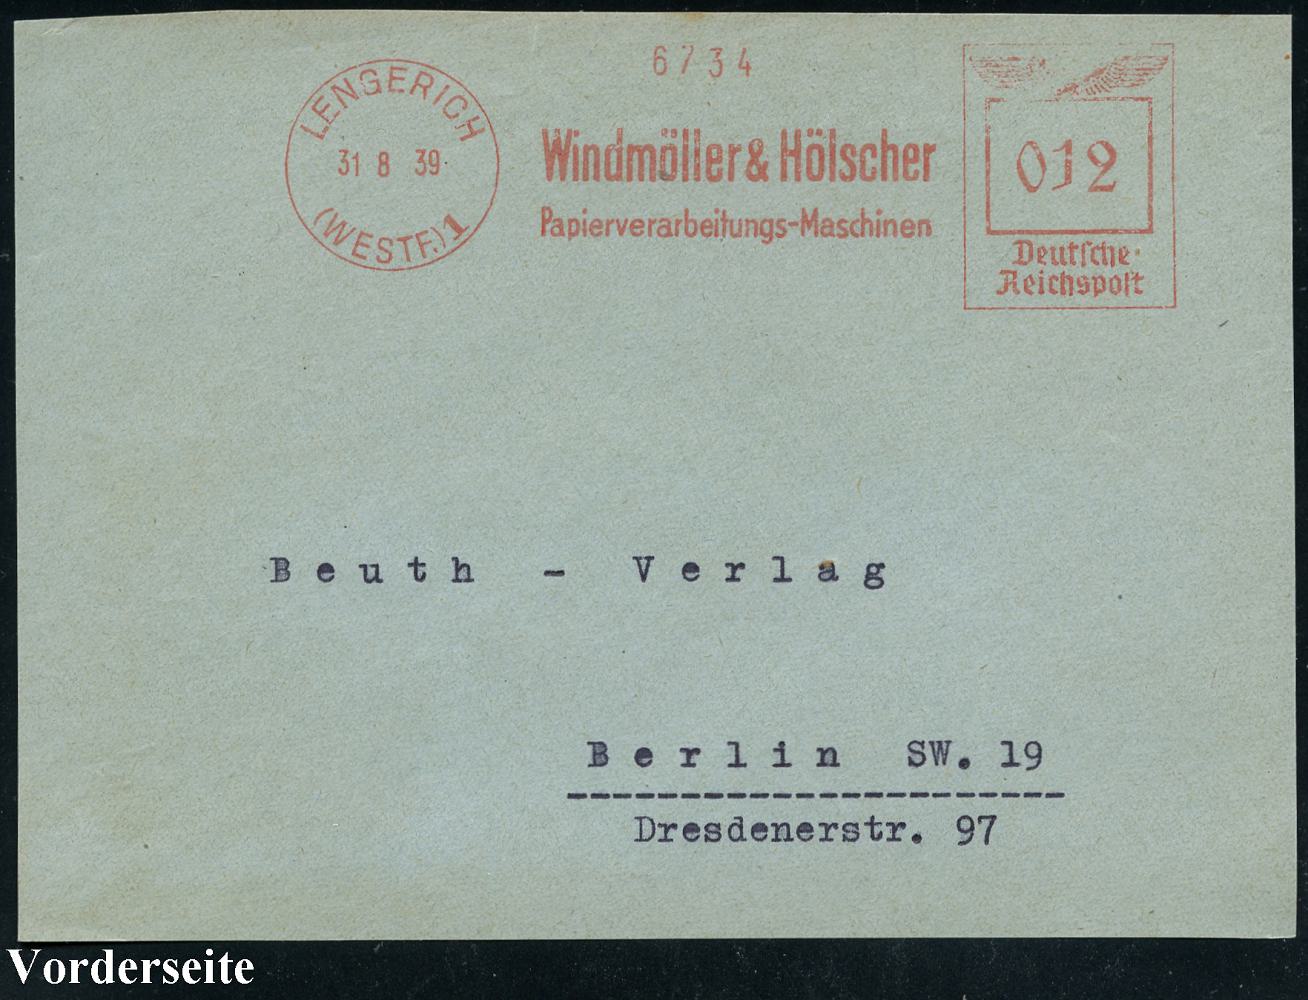 6734
LENGERICH
31 8 39
(WESTF.) 1
Windmöller & Hölscher
Papierverarbeitungs-Maschinen
012
Deutsche
Reichspost
Beuth - Verlag
Berlin SW. 19
Dresdenerstr. 97
Vorderseite